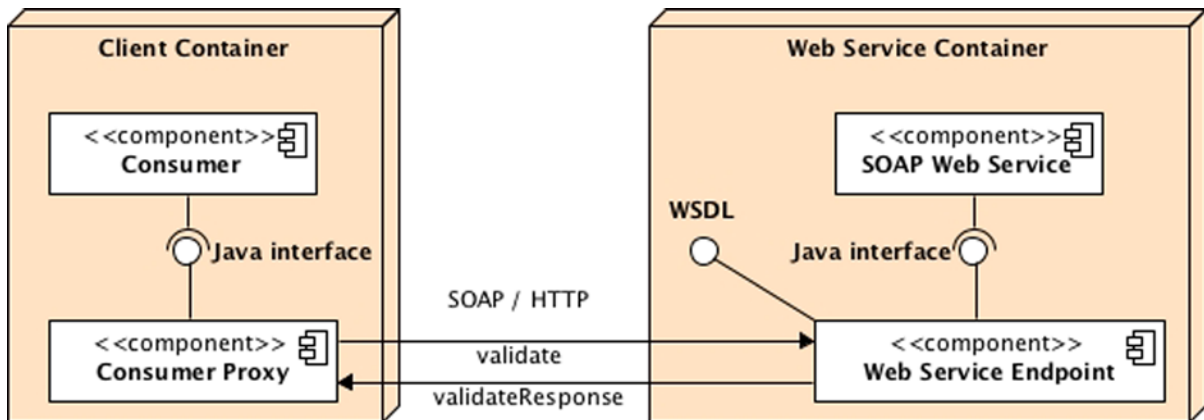 Client Container
Web Service Container
<<component>>
Consumer
<<component>>
SOAP Web Service
WSDL
Java interface
Java interface
SOAP / HTTP
<<component>>
Consumer Proxy
validate
validateResponse
<<component>>
Web Service Endpoint